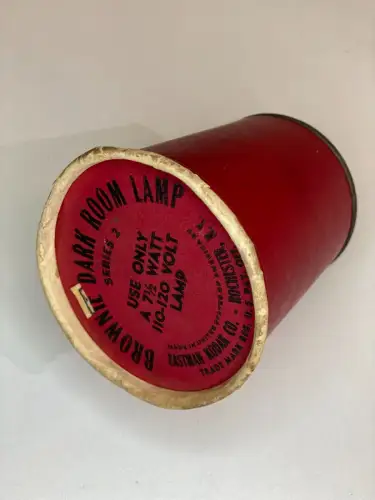 BROWNIE DARK ROOM LAMP
SERIES 2
USE ONLY
A 7½ WATT
110-120 VOLT
LAMP
EASTMAN KODAK CO. - ROCHESTER, N.Y.
TRADE MARK REG. U.S.